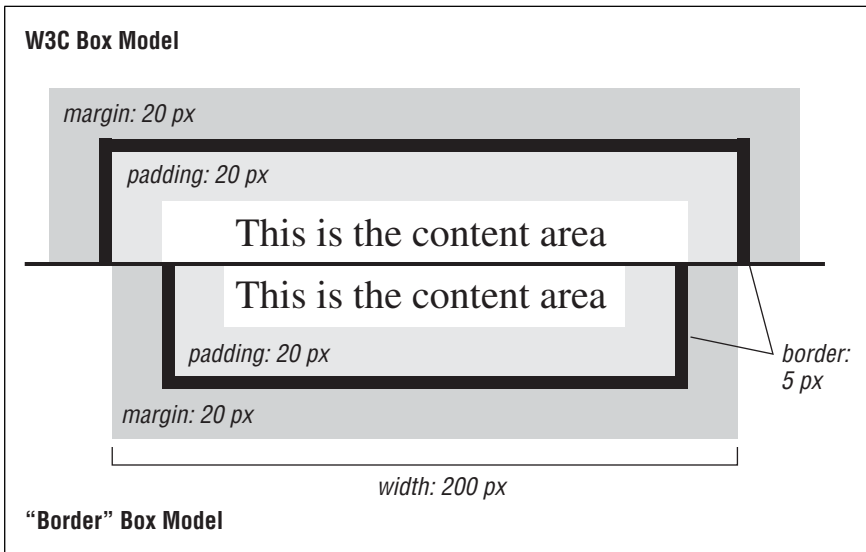 W3C Box Model
margin: 20 px
padding: 20 px
This is the content area
This is the content area
padding: 20 px
border:
5 px
margin: 20 px
width: 200 px
“Border” Box Model